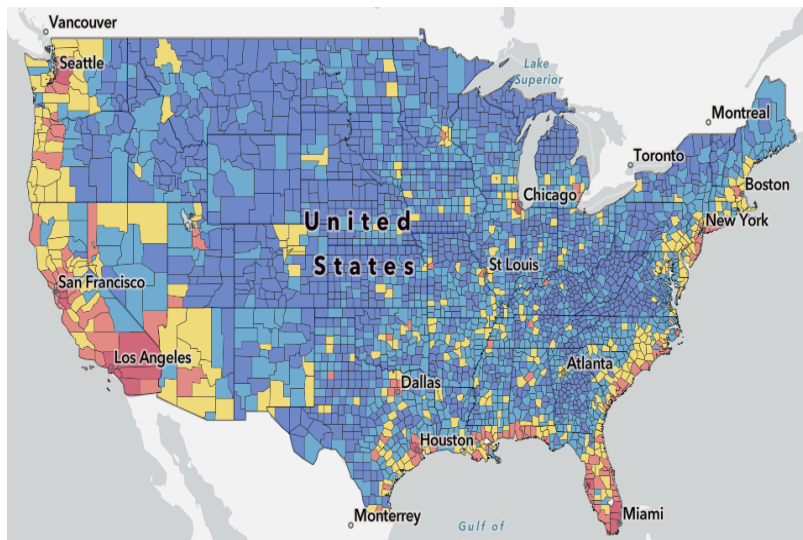 Vancouver
Seattle
Lake
Superior
Montreal
Toronto
Boston
Chicago
New York
United
States
St Louis
San Francisco
Los Angeles
Atlanta
Dallas
Houston
Monterrey
Miami
Gulf of